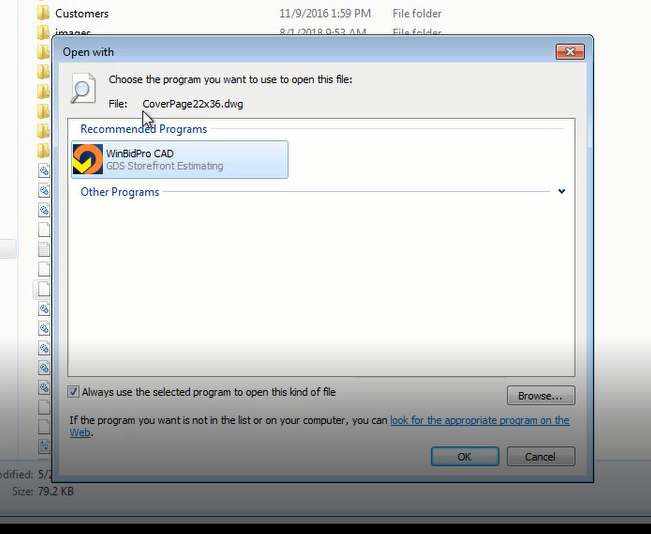 Customers 11/9/2016 1:59 PM File folder
images 8/1/2018 9:53 AM File folder
Open with
Choose the program you want to use to open this file:
File: CoverPage22x36.dwg
Recommended Programs
WinBidPro CAD
GDS Storefront Estimating
Other Programs
Always use the selected program to open this kind of file
Browse...
If the program you want is not in the list or on your computer, you can look for the appropriate program on the
Web.
OK Cancel
odified: 5/2
Size: 79.2 KB